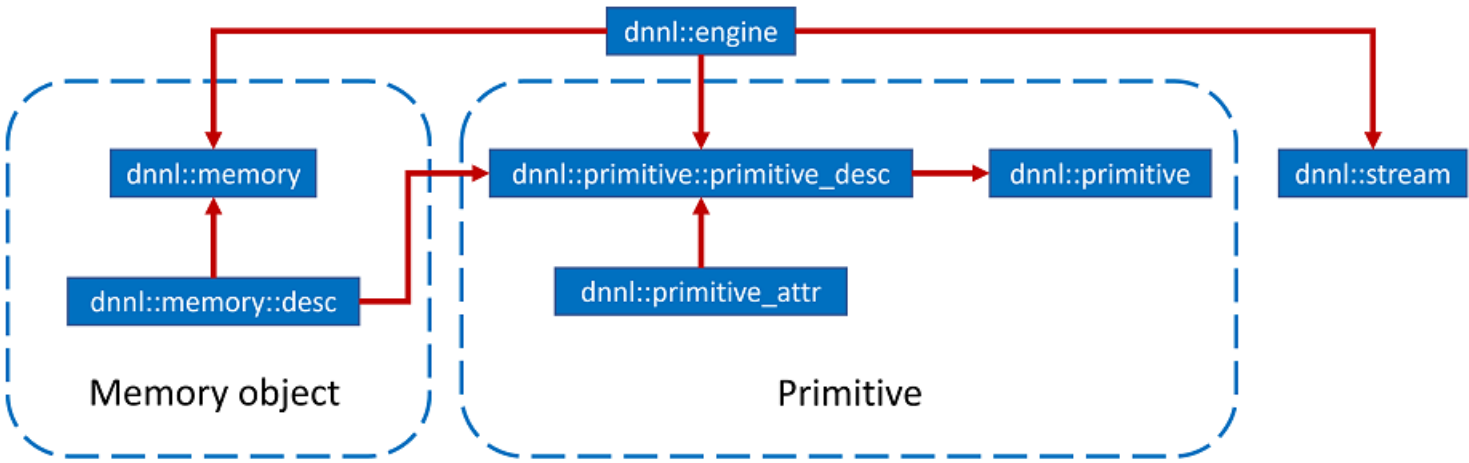 dnnl::engine
dnnl::memory
dnnl::primitive::primitive_desc
dnnl::primitive
dnnl::stream
dnnl::memory::desc
dnnl::primitive_attr
Memory object
Primitive